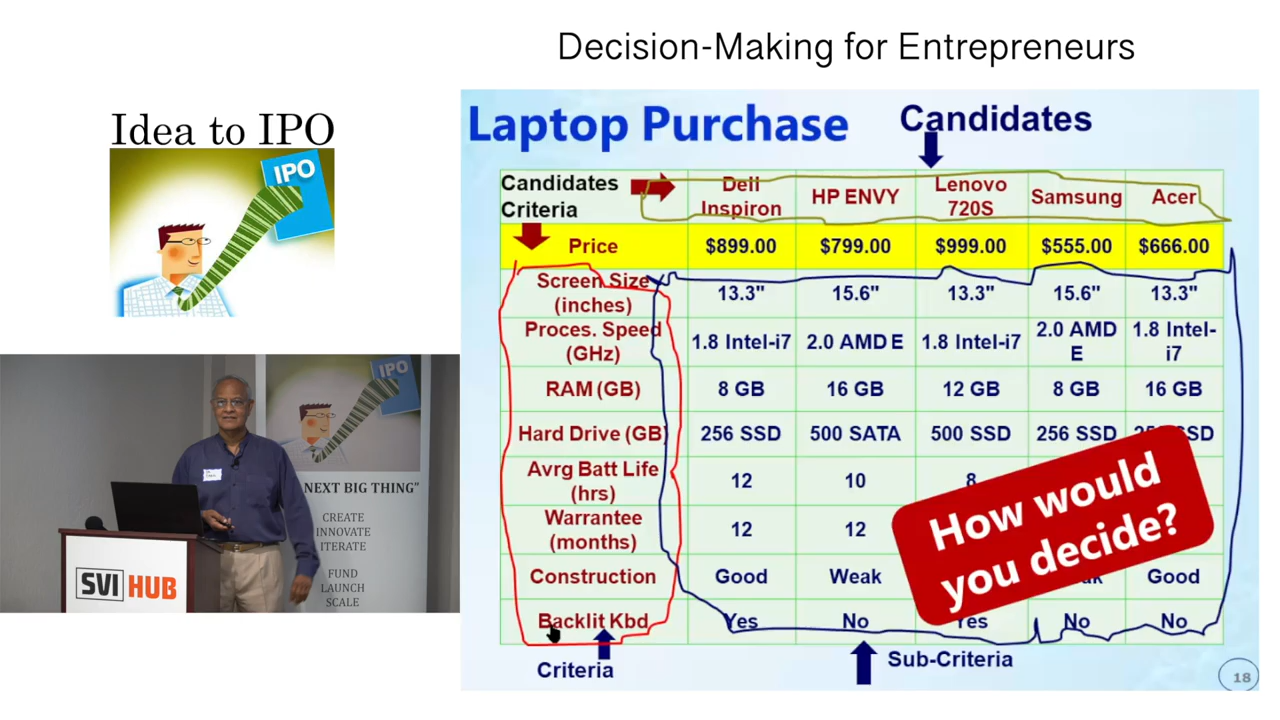 Decision-Making for Entrepreneurs
Idea to IPO
IPO
Laptop Purchase
Candidates
Candidates
Criteria
Dell
Inspiron
HP ENVY
Lenovo
720S
Samsung
Acer
Price
$899.00
$799.00
$999.00
$555.00
$666.00
Screen Size
(inches)
13.3"
15.6"
13.3"
15.6"
13.3"
Proces. Speed
(GHz)
1.8 Intel-i7
2.0 AMD E
1.8 Intel-i7
2.0 AMD
E
1.8 Intel-
i7
RAM (GB)
8 GB
16 GB
12 GB
8 GB
16 GB
Hard Drive (GB)
256 SSD
500 SATA
500 SSD
256 SSD
SSD
Avrg Batt Life
(hrs)
12
10
8
Warrantee
(months)
12
12
Construction
Good
Weak
Good
Backlit Kbd
Yes
No
Yes
No
No
How would
you decide?
Criteria
Sub-Criteria
18
IPO
NEXT BIG THING"
CREATE
INNOVATE
ITERATE
FUND
LAUNCH
SCALE
SVI HUB